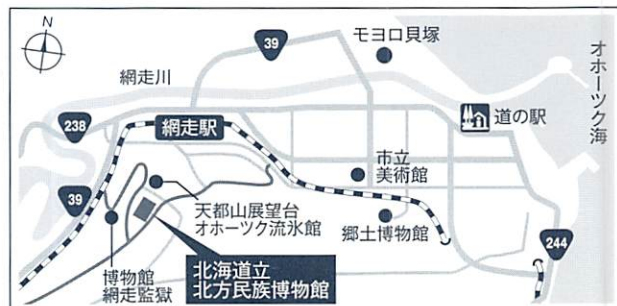 N
39
モヨロ貝塚
網走川
オホーツク海
238
網走駅
道の駅
市立
美術館
39
天都山展望台
オホーツク流氷館
郷土博物館
244
博物館
網走監獄
北海道立
北方民族博物館